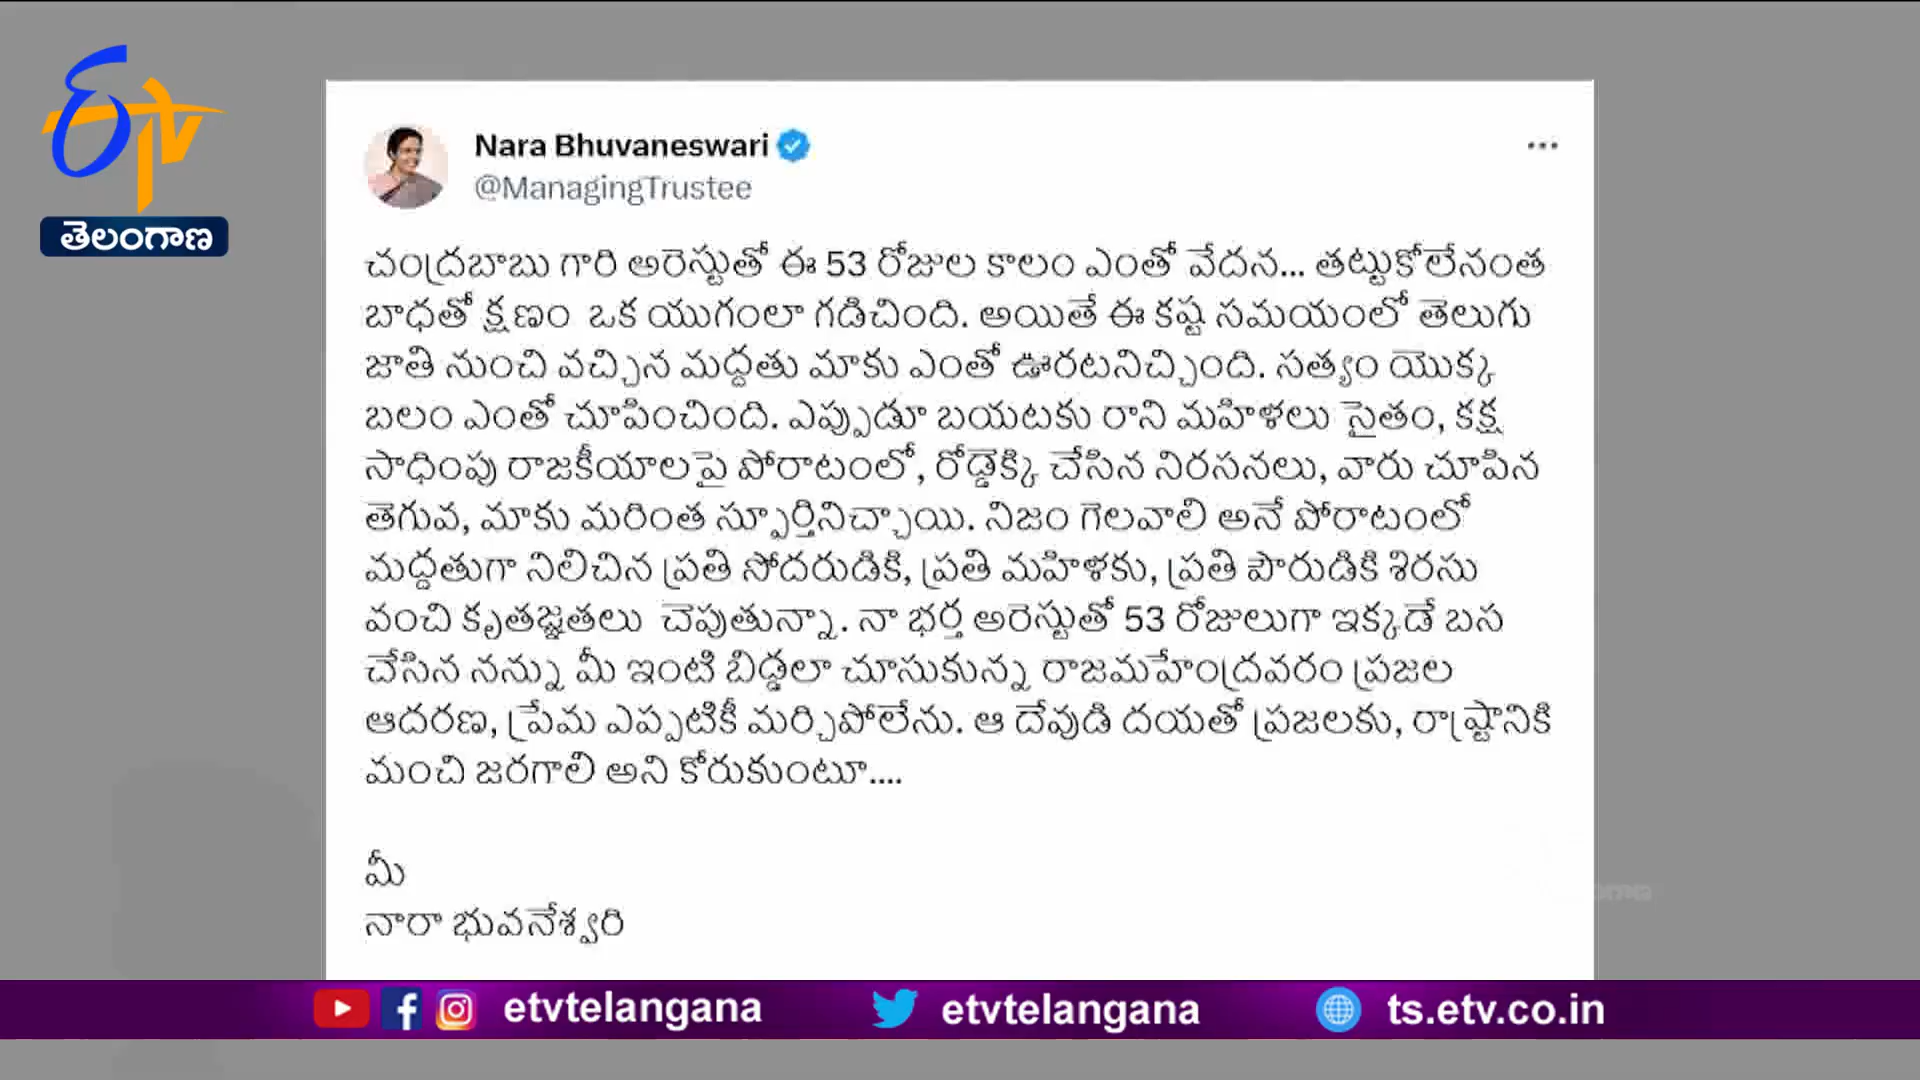 ETV
తెలంగాణ
Nara Bhuvaneswari
@ManagingTrustee
చంద్రబాబు గారి అరెస్టుతో ఈ 53 రోజుల కాలం ఎంతో వేదన... తట్టుకోలేనంత
బాధతో క్షణం ఒక యుగంలా గడిచింది. అయితే ఈ కష్ట సమయంలో తెలుగు
జాతి నుంచి వచ్చిన మద్దతు మాకు ఎంతో ఊరటనిచ్చింది. సత్యం యొక్క
బలం ఎంతో చూపించింది. ఎప్పుడూ బయటకు రాని మహిళలు సైతం, కక్ష
సాధింపు రాజకీయాలపై పోరాటంలో, రోడ్డెక్కి చేసిన నిరసనలు, వారు చూపిన
తెగువ, మాకు మరింత స్ఫూర్తినిచ్చాయి. నిజం గెలవాలి అనే పోరాటంలో
మద్దతుగా నిలిచిన ప్రతి సోదరుడికి, ప్రతి మహిళకు, ప్రతి పౌరుడికి శిరసు
వంచి కృతజ్ఞతలు చెపుతున్నా. నా భర్త అరెస్టుతో 53 రోజులుగా ఇక్కడే బస
చేసిన నన్ను మీ ఇంటి బిడ్డలా చూసుకున్న రాజమహేంద్రవరం ప్రజల
ఆదరణ, ప్రేమ ఎప్పటికీ మర్చిపోలేను. ఆ దేవుడి దయతో ప్రజలకు, రాష్ట్రానికి
మంచి జరగాలి అని కోరుకుంటూ....
మీ
నారా భువనేశ్వరి
etvtelangana etvtelangana ts.etv.co.in